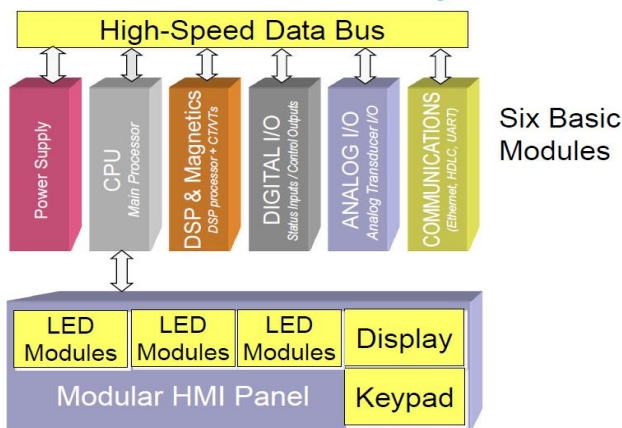 High-Speed Data Bus
Power Supply
CPU
Main Processor
DSP & Magnetics
DSP processor + CT/VTs
DIGITAL I/O
Status Inputs / Control Outputs
ANALOG I/O
Analog Transducer I/O
COMMUNICATIONS
(Ethernet, HDLC, UART)
Six Basic
Modules
LED
Modules
LED
Modules
LED
Modules
Display
Modular HMI Panel
Keypad